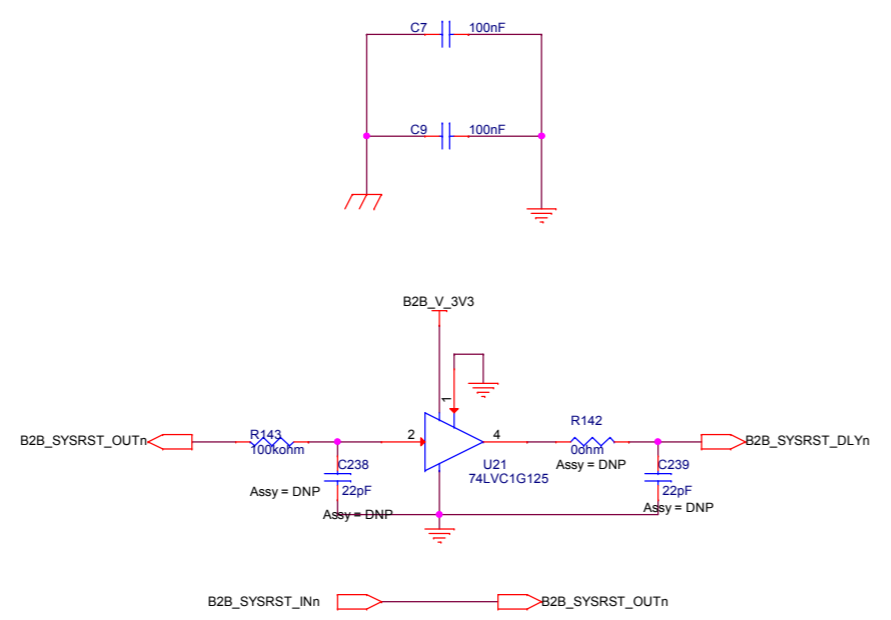 C7 100nF
C9 100nF
B2B_V_3V3
1
B2B_SYSRST_OUTn
R143
100kohm
2
4
R142
0ohm
Assy = DNP
B2B_SYSRST_DLYn
C238
22pF
Assy = DNP
Assy = DNP
U21
74LVC1G125
C239
22pF
Assy = DNP
B2B_SYSRST_INn
B2B_SYSRST_OUTn